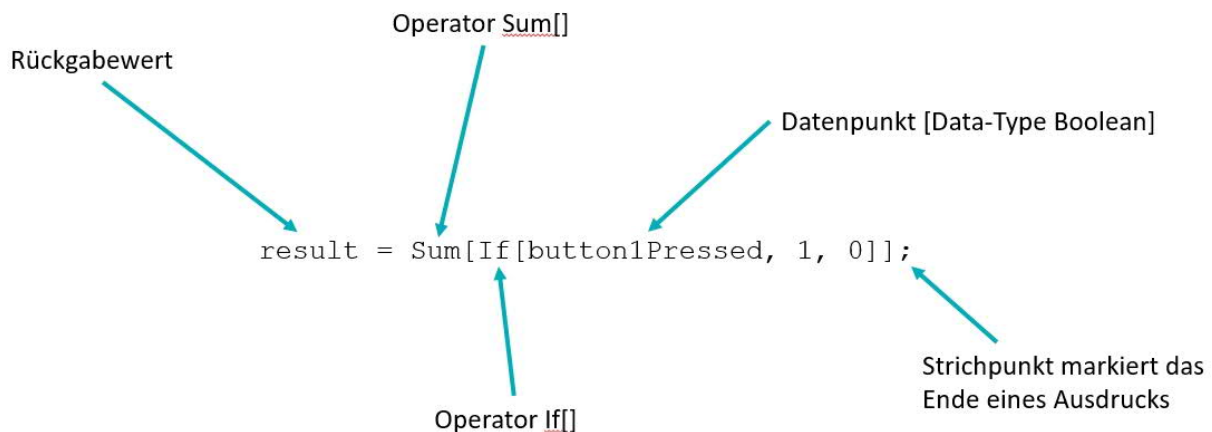 Operator Sum[]
Rückgabewert
Datenpunkt [Data-Type Boolean]
result = Sum[If[button1Pressed, 1, 0]];
Strichpunkt markiert das
Ende eines Ausdrucks
Operator If[]